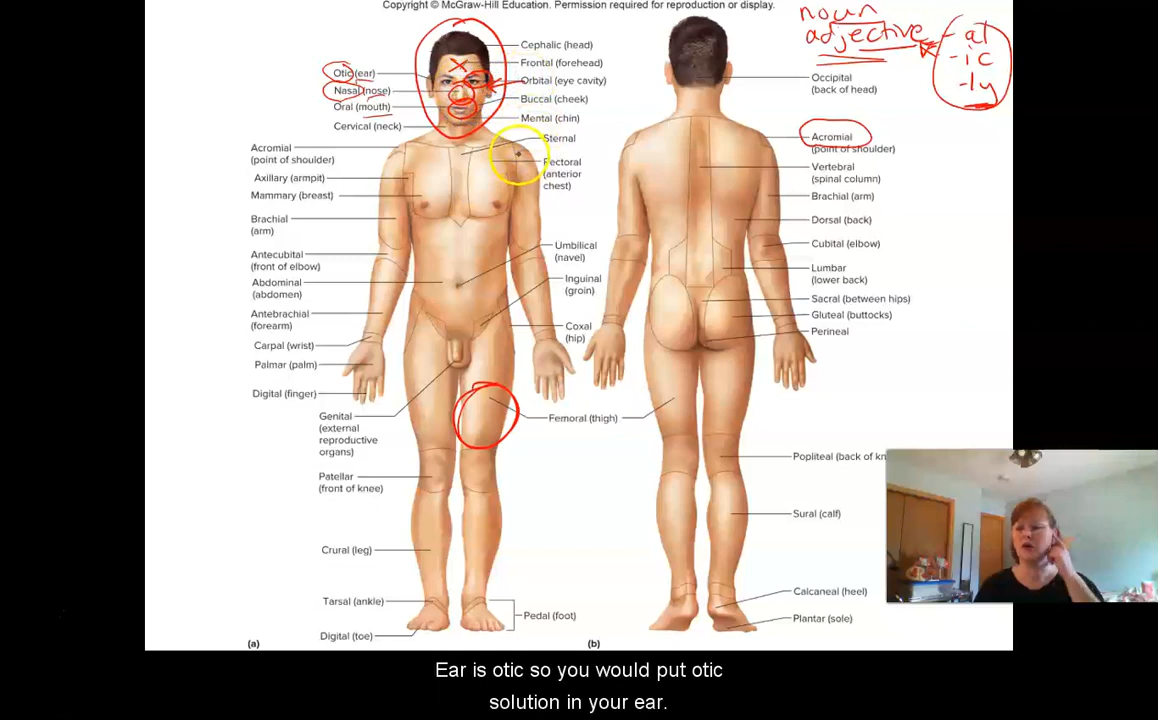 Copyright © McGraw-Hill Education. Permission required for reproduction or display.
noun
adjective
- al
- ic
- ly
Cephalic (head)
Frontal (forehead)
Orbital (eye cavity)
Buccal (cheek)
Mental (chin)
Sternal
Pectoral
(anterior
chest)
Otic (ear)
Nasal (nose)
Oral (mouth)
Cervical (neck)
Acromial
(point of shoulder)
Axillary (armpit)
Mammary (breast)
Brachial
(arm)
Antecubital
(front of elbow)
Abdominal
(abdomen)
Antebrachial
(forearm)
Carpal (wrist)
Palmar (palm)
Digital (finger)
Genital
(external
reproductive
organs)
Patellar
(front of knee)
Crural (leg)
Tarsal (ankle)
Digital (toe)
Umbilical
(navel)
Inguinal
(groin)
Coxal
(hip)
Femoral (thigh)
Pedal (foot)
Occipital
(back of head)
Acromial
(point of shoulder)
Vertebral
(spinal column)
Brachial (arm)
Dorsal (back)
Cubital (elbow)
Lumbar
(lower back)
Sacral (between hips)
Gluteal (buttocks)
Perineal
Popliteal (back of kn
Sural (calf)
Calcaneal (heel)
Plantar (sole)
(a)
(b)
Ear is otic so you would put otic
solution in your ear.